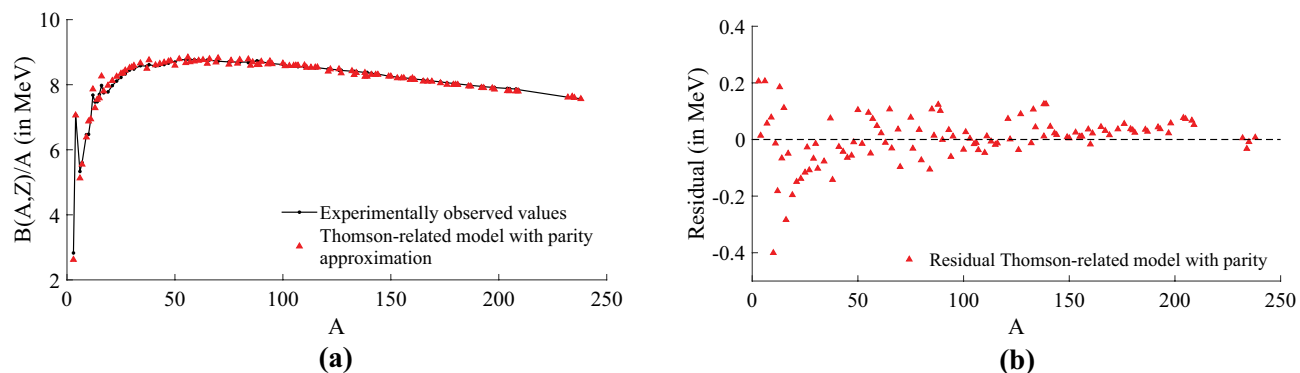 10
8
6
4
2
B(A,Z)/A (in MeV)
Experimentally observed values
Thomson-related model with parity
approximation
0
50
100
150
200
250
A
(a)
0.4
0.2
0
-0.2
-0.4
Residual (in MeV)
Residual Thomson-related model with parity
0
50
100
150
200
250
A
(b)